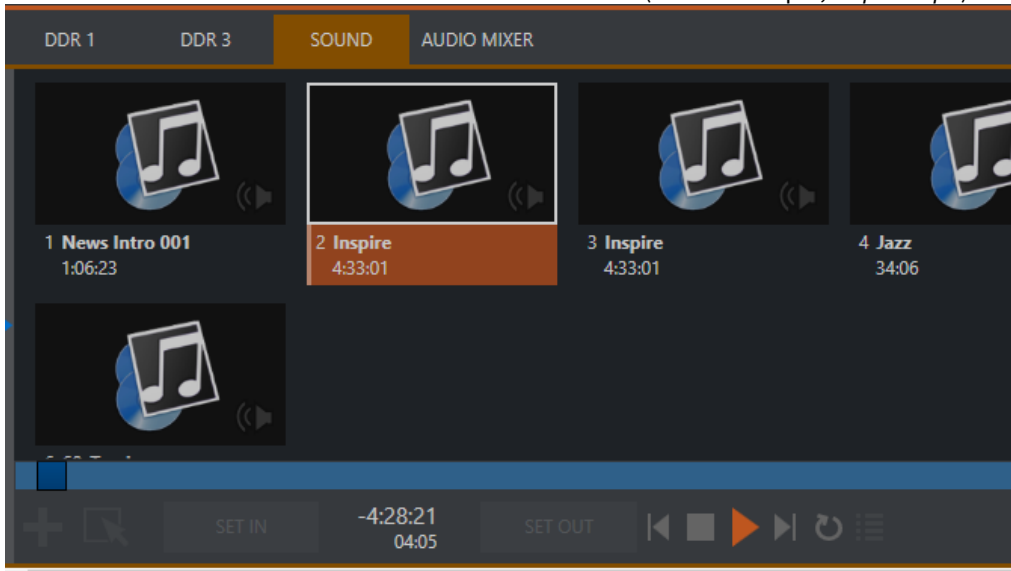 DDR 1 DDR 3 SOUND AUDIO MIXER
1 News Intro 001
1:06:23
2 Inspire
4:33:01
3 Inspire
4:33:01
4 Jazz
34:06
SET IN
-4:28:21
04:05
SET OUT